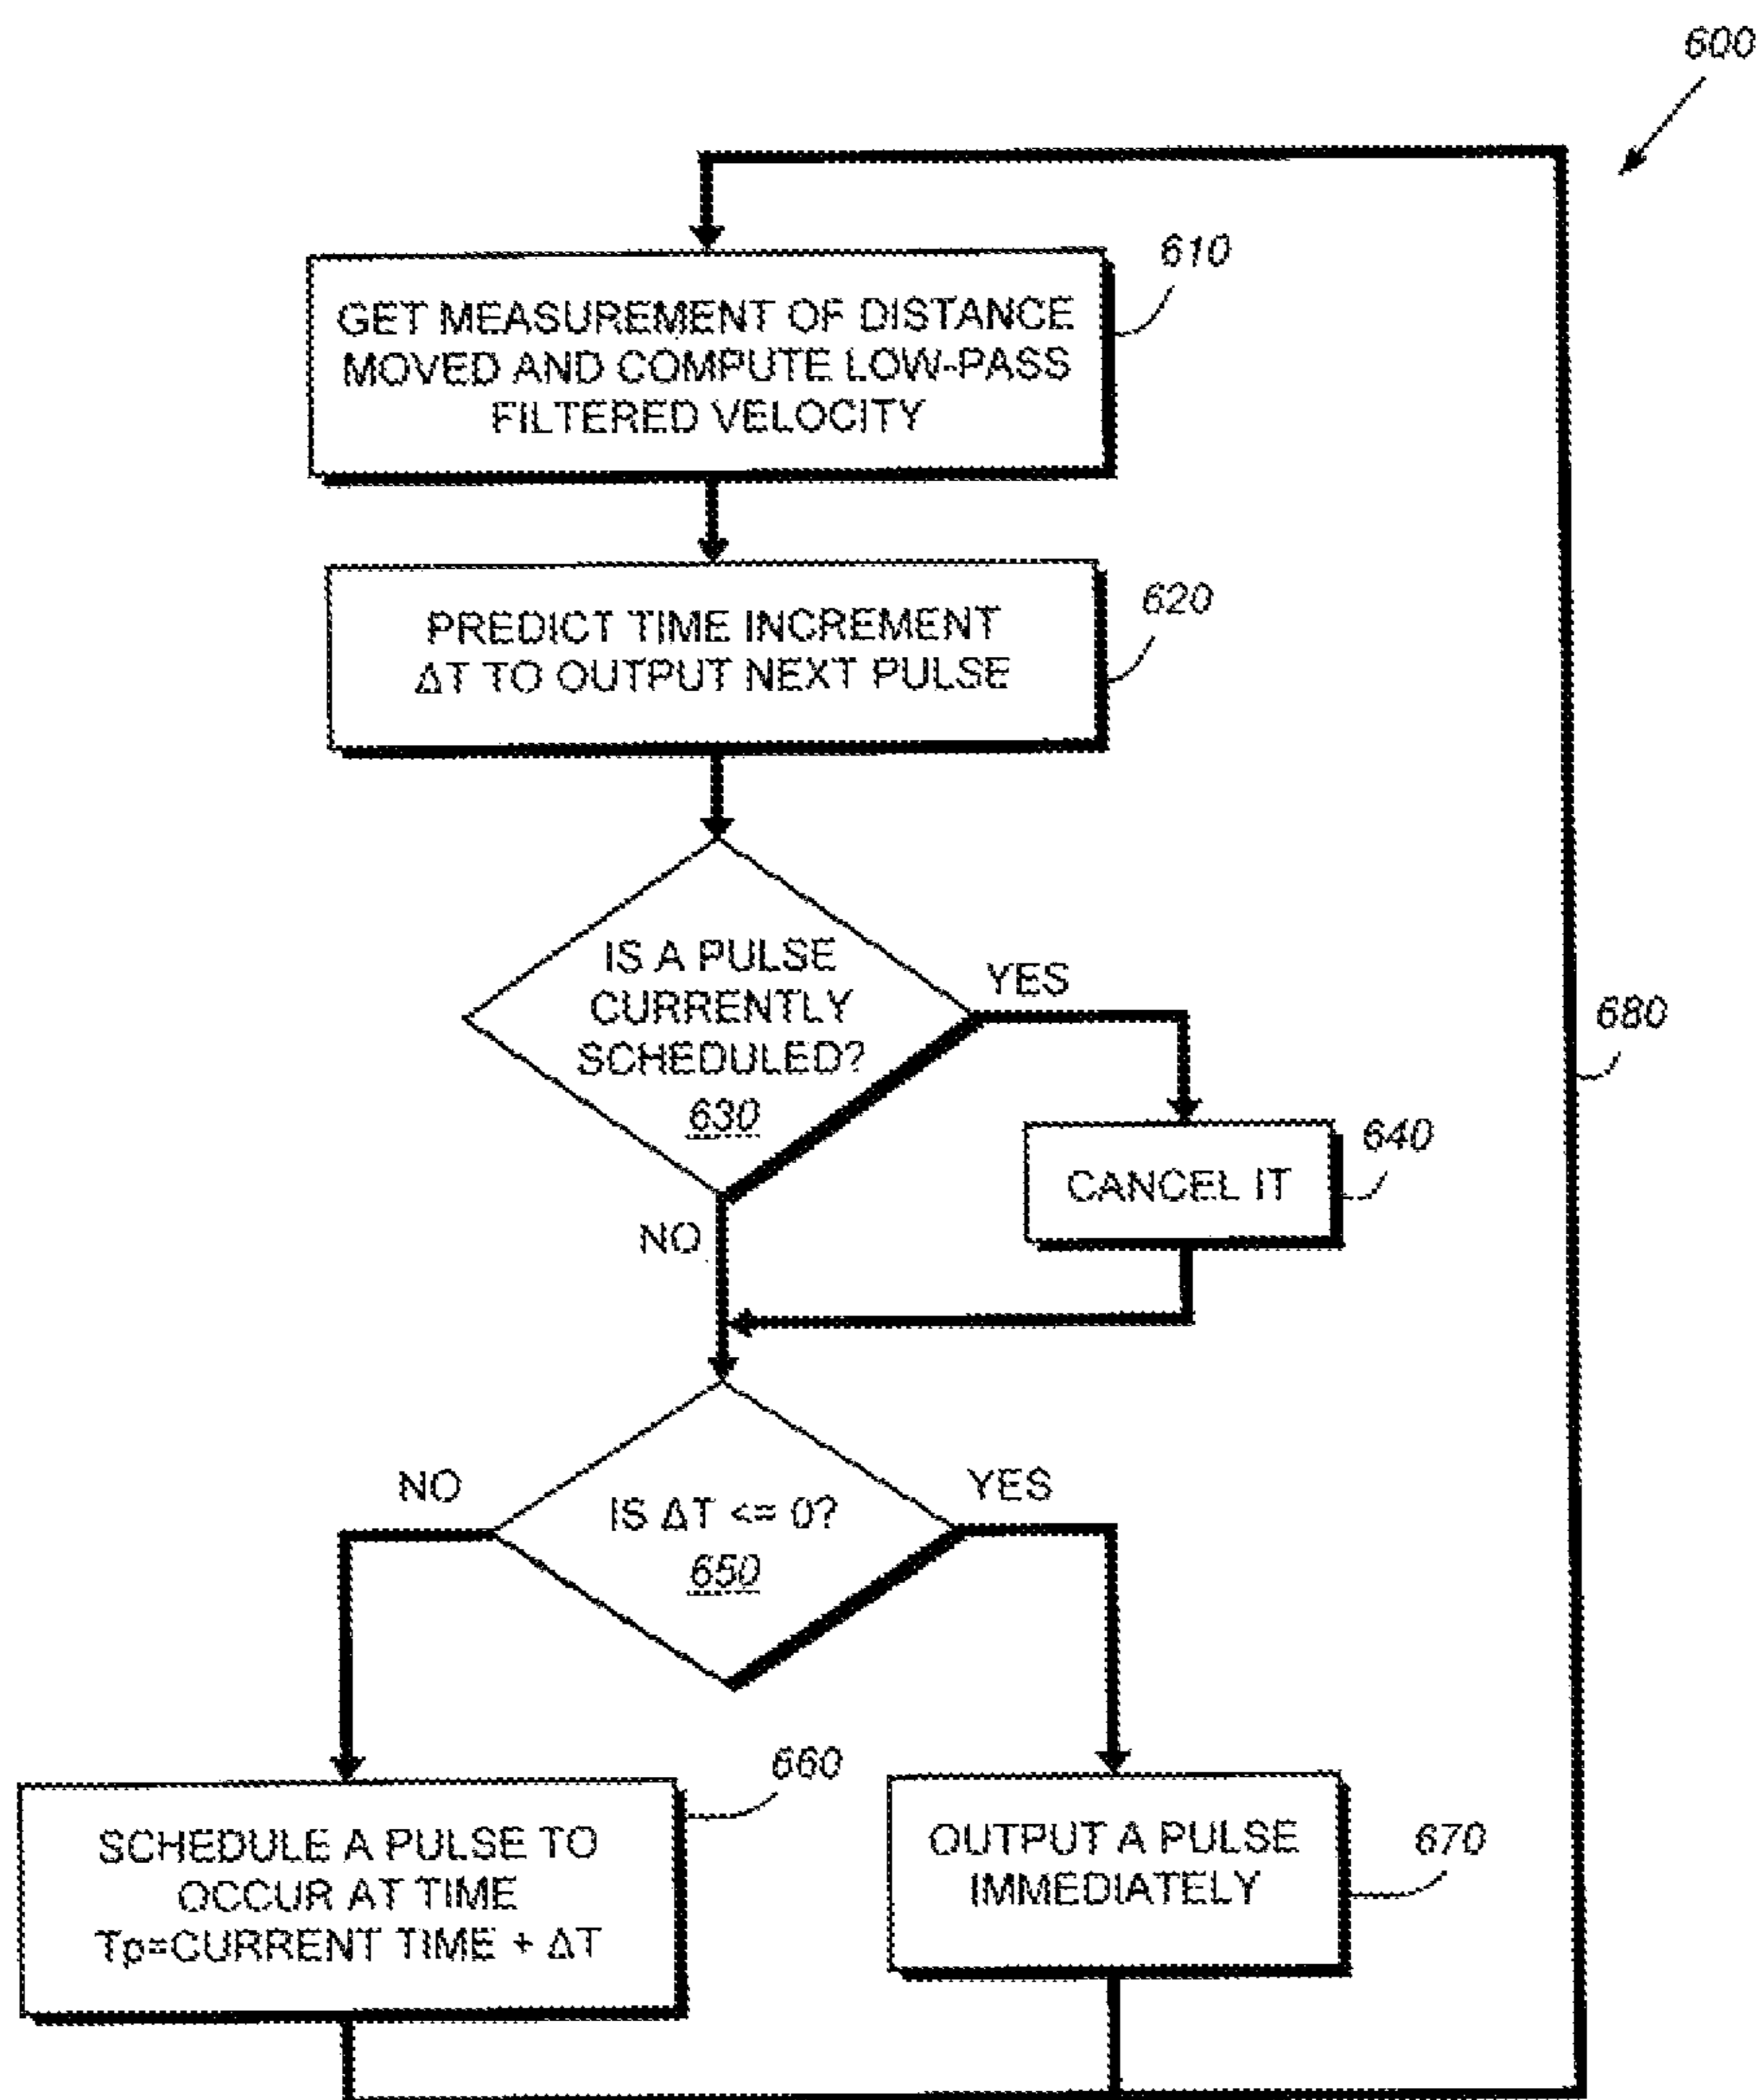 600
610
GET MEASUREMENT OF DISTANCE
MOVED AND COMPUTE LOW-PASS
FILTERED VELOCITY
620
PREDICT TIME INCREMENT
ΔT TO OUTPUT NEXT PULSE
IS A PULSE
CURRENTLY
SCHEDULED?
630
YES
680
640
CANCEL IT
NO
NO
IS ΔT <= 0?
650
YES
660
SCHEDULE A PULSE TO
OCCUR AT TIME
Tp=CURRENT TIME + ΔT
OUTPUT A PULSE
IMMEDIATELY
670